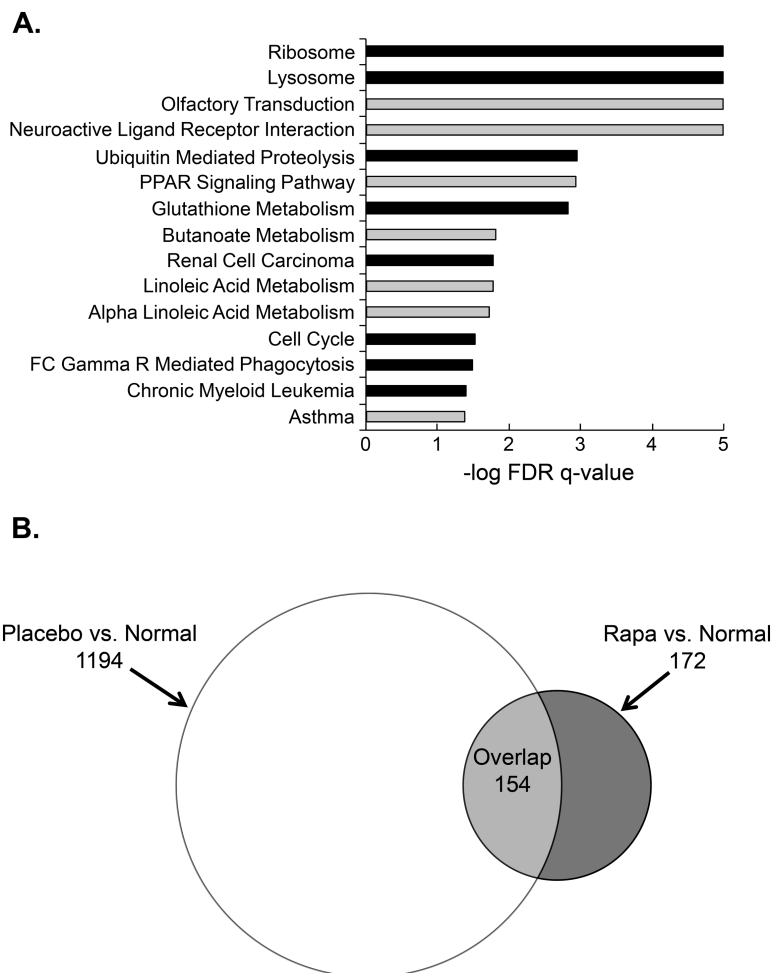 A.
Ribosome
Lysosome
Olfactory Transduction
Neuroactive Ligand Receptor Interaction
Ubiquitin Mediated Proteolysis
PPAR Signaling Pathway
Glutathione Metabolism
Butanoate Metabolism
Renal Cell Carcinoma
Linoleic Acid Metabolism
Alpha Linoleic Acid Metabolism
Cell Cycle
FC Gamma R Mediated Phagocytosis
Chronic Myeloid Leukemia
Asthma
0 1 2 3 4 5
-log FDR q-value
B.
Placebo vs. Normal
1194
Rapa vs. Normal
172
Overlap
154